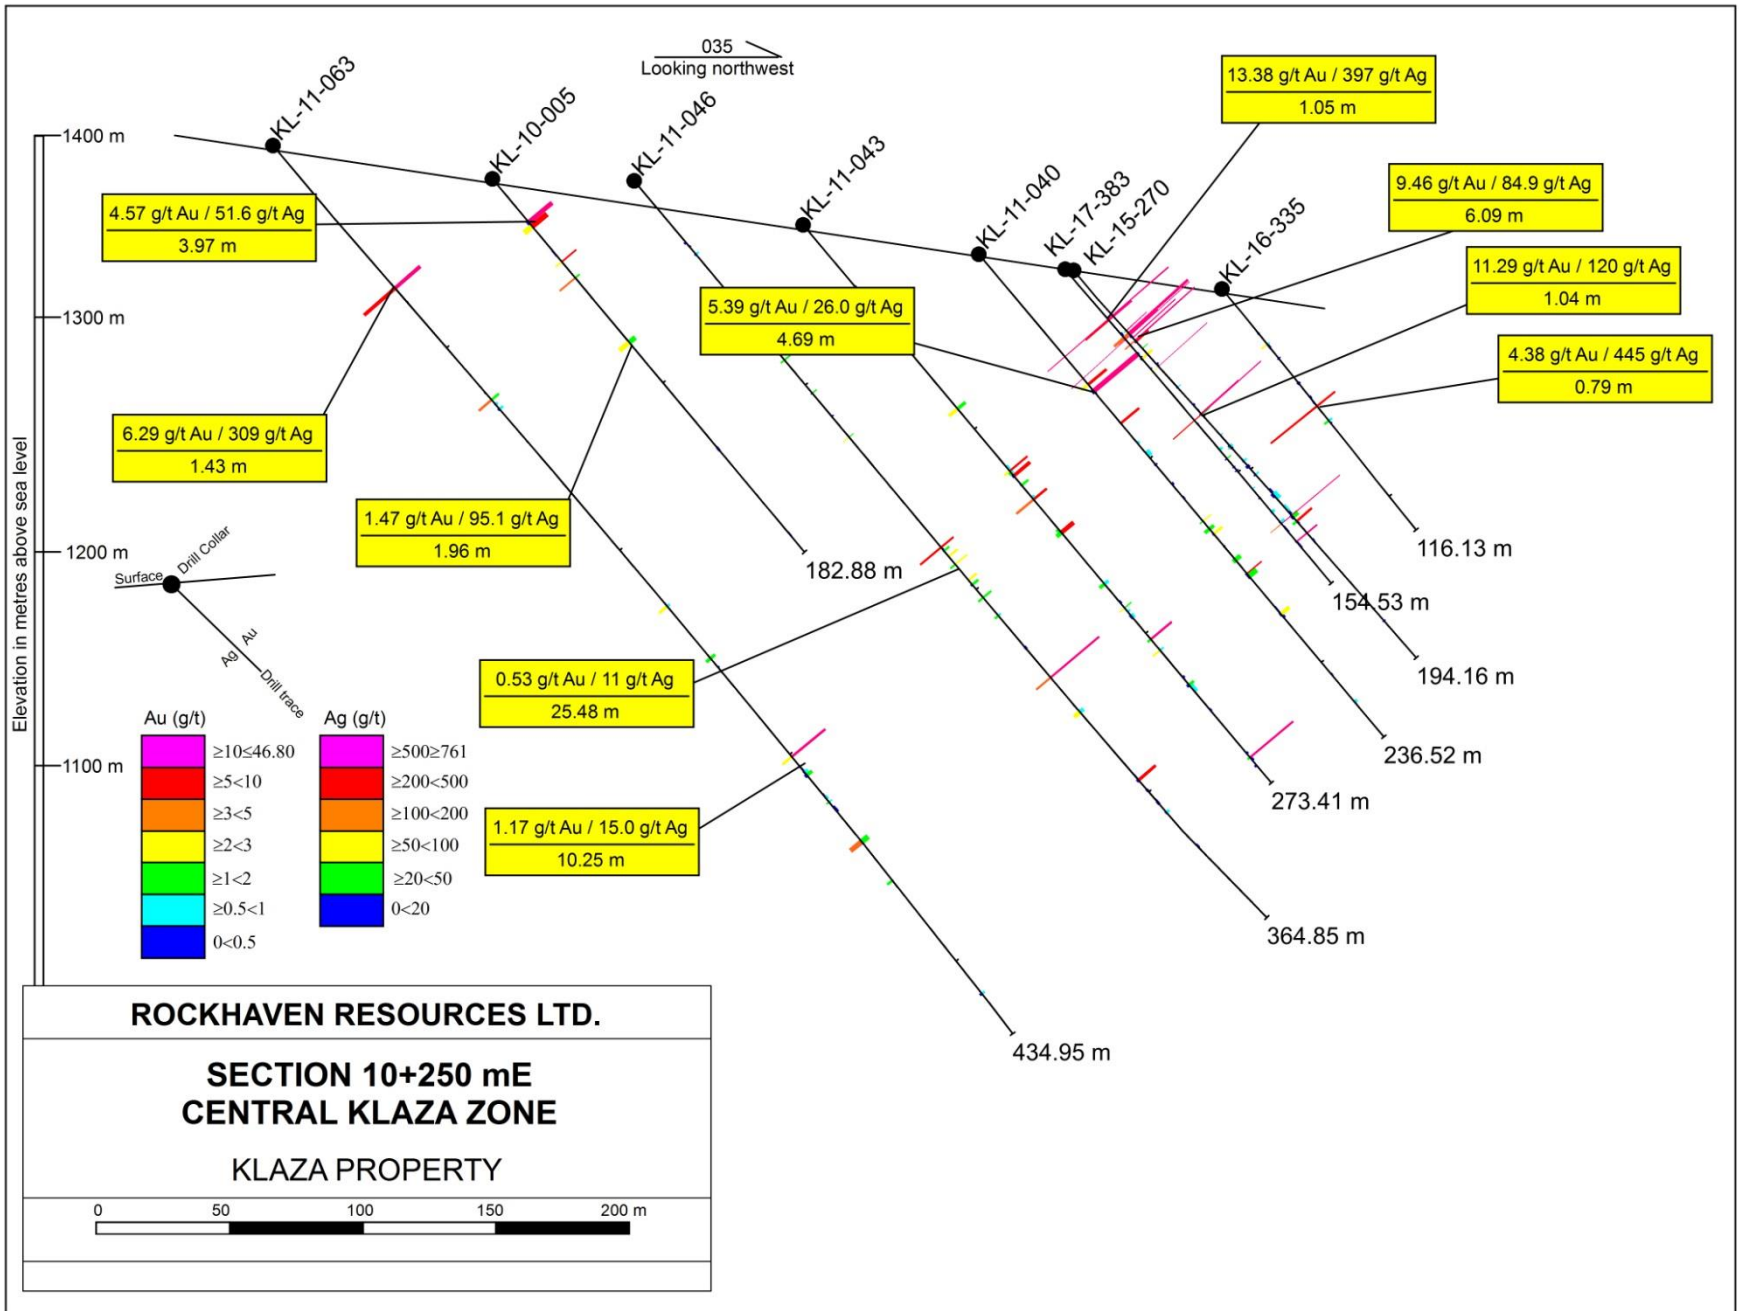 035
Looking northwest
KL-11-063
KL-10-005
KL-11-046
KL-11-043
KL-11-040
KL-17-383
KL-15-270
KL-16-335
13.38 g/t Au / 397 g/t Ag
1.05 m
9.46 g/t Au / 84.9 g/t Ag
6.09 m
11.29 g/t Au / 120 g/t Ag
1.04 m
4.38 g/t Au / 445 g/t Ag
0.79 m
4.57 g/t Au / 51.6 g/t Ag
3.97 m
5.39 g/t Au / 26.0 g/t Ag
4.69 m
6.29 g/t Au / 309 g/t Ag
1.43 m
1.47 g/t Au / 95.1 g/t Ag
1.96 m
0.53 g/t Au / 11 g/t Ag
25.48 m
1.17 g/t Au / 15.0 g/t Ag
10.25 m
1400 m
1300 m
1200 m
1100 m
Elevation in metres above sea level
182.88 m
116.13 m
154.53 m
194.16 m
236.52 m
273.41 m
364.85 m
434.95 m
Surface
Drill Collar
Au
Ag
Drill trace
Au (g/t)
≥10≤46.80
≥5<10
≥3<5
≥2<3
≥1<2
≥0.5<1
0<0.5
Ag (g/t)
≥500≥761
≥200<500
≥100<200
≥50<100
≥20<50
0<20
ROCKHAVEN RESOURCES LTD.
SECTION 10+250 mE
CENTRAL KLAZA ZONE
KLAZA PROPERTY
0 50 100 150 200 m